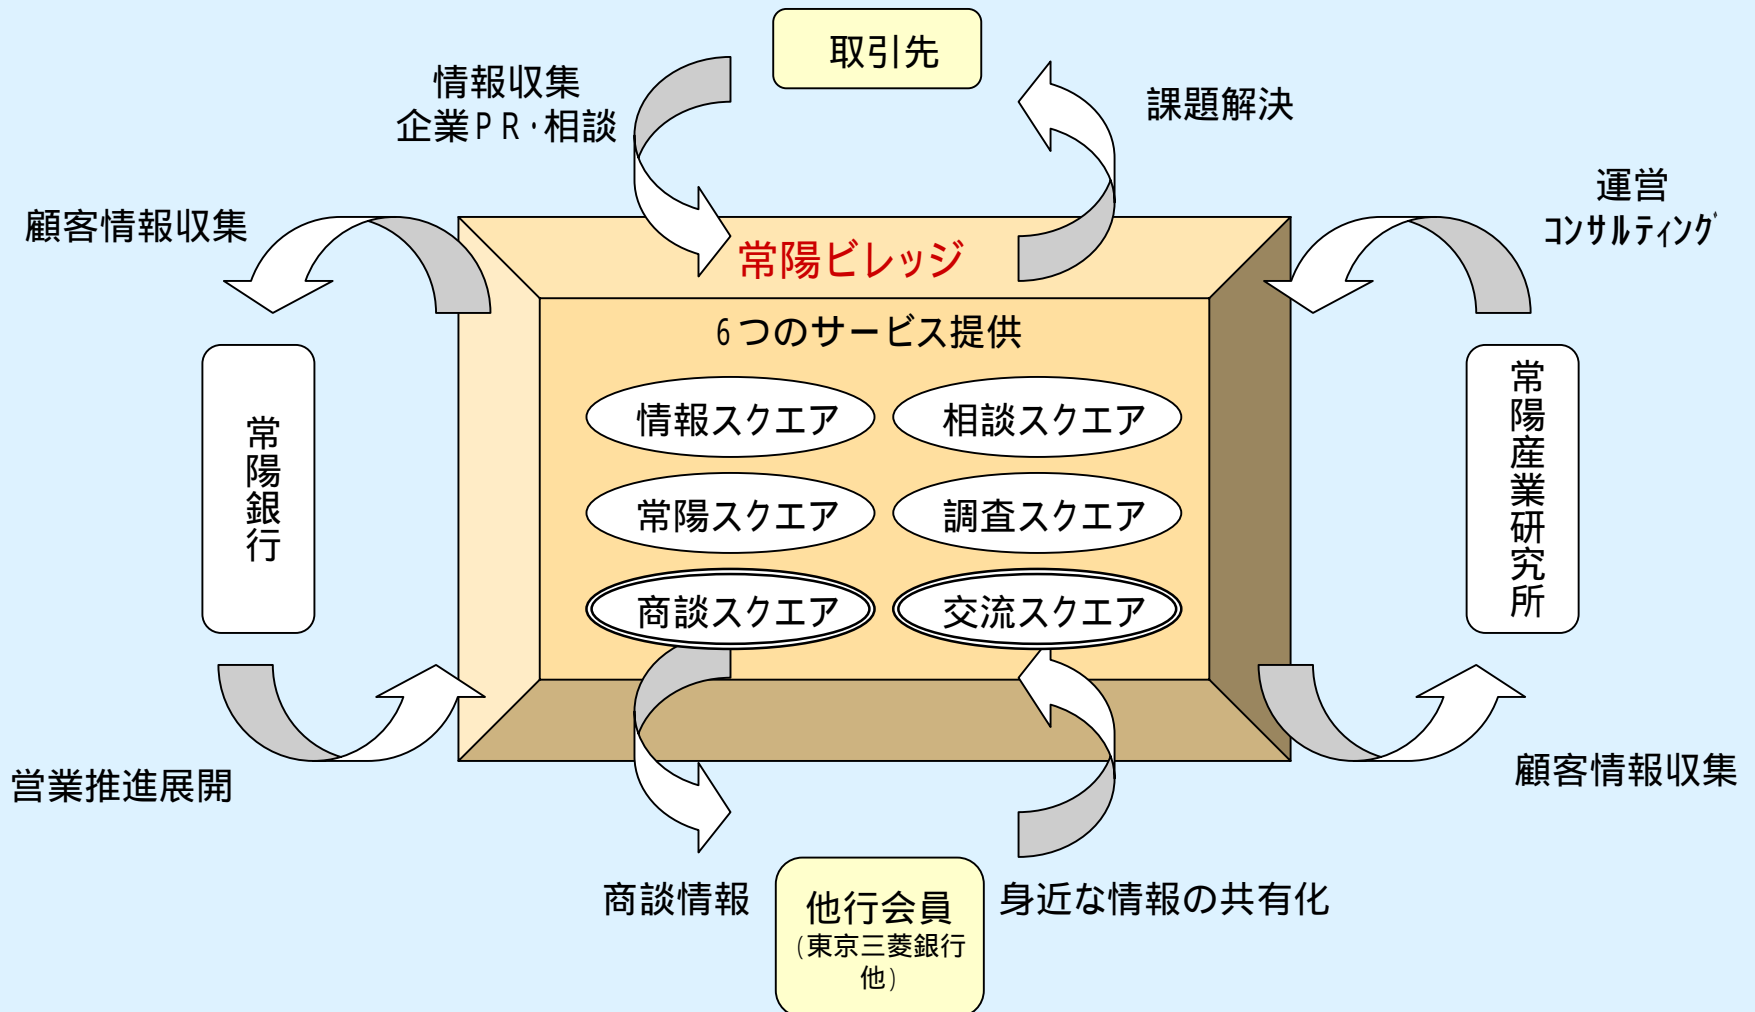 取引先
情報収集
企業PR・相談
課題解決
運営
ｺﾝｻﾙﾃｨﾝｸﾞ
顧客情報収集
常陽ビレッジ
6つのサービス提供
情報スクエア
相談スクエア
常陽スクエア
調査スクエア
商談スクエア
交流スクエア
常陽銀行
常陽産業研究所
営業推進展開
顧客情報収集
商談情報
他行会員
(東京三菱銀行
他)
身近な情報の共有化